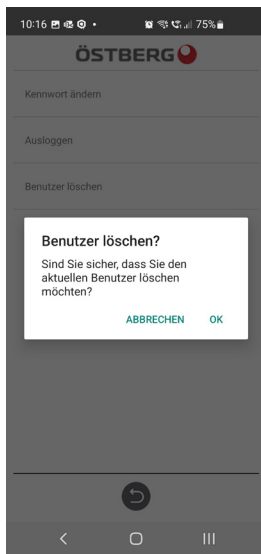 10:16 75%
ÖSTBERG
Kennwort ändern
Ausloggen
Benutzer löschen
Benutzer löschen?
Sind Sie sicher, dass Sie den
aktuellen Benutzer löschen
möchten?
ABBRECHEN OK